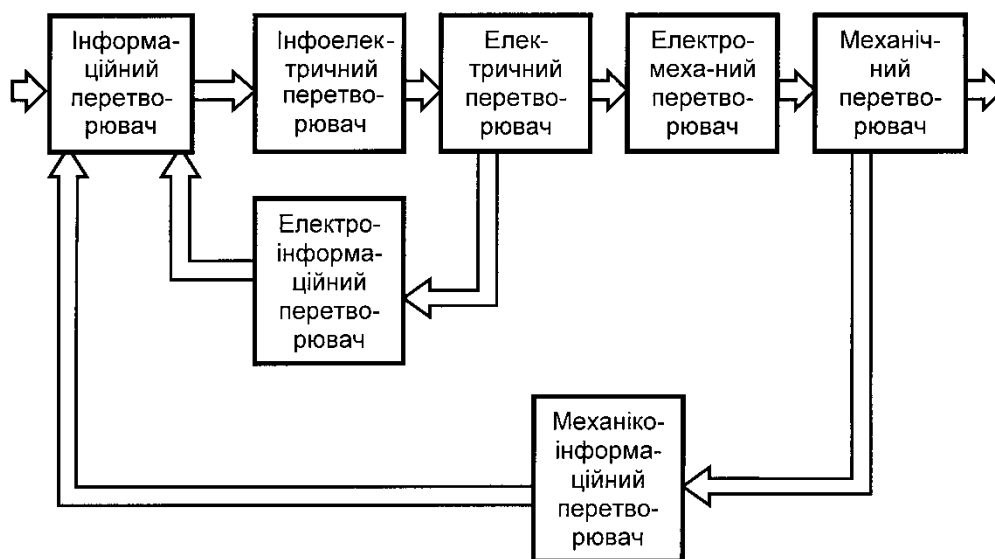 Інформа-
ційний
перетво-
рювач
Інфоелек-
тричний
перетво-
рювач
Елек-
тричний
перетво-
рювач
Електро-
меха-ний
перетво-
рювач
Механіч-
ний
перетво-
рювач
Електро-
інформа-
ційний
перетво-
рювач
Механіко-
інформа-
ційний
перетво-
рювач